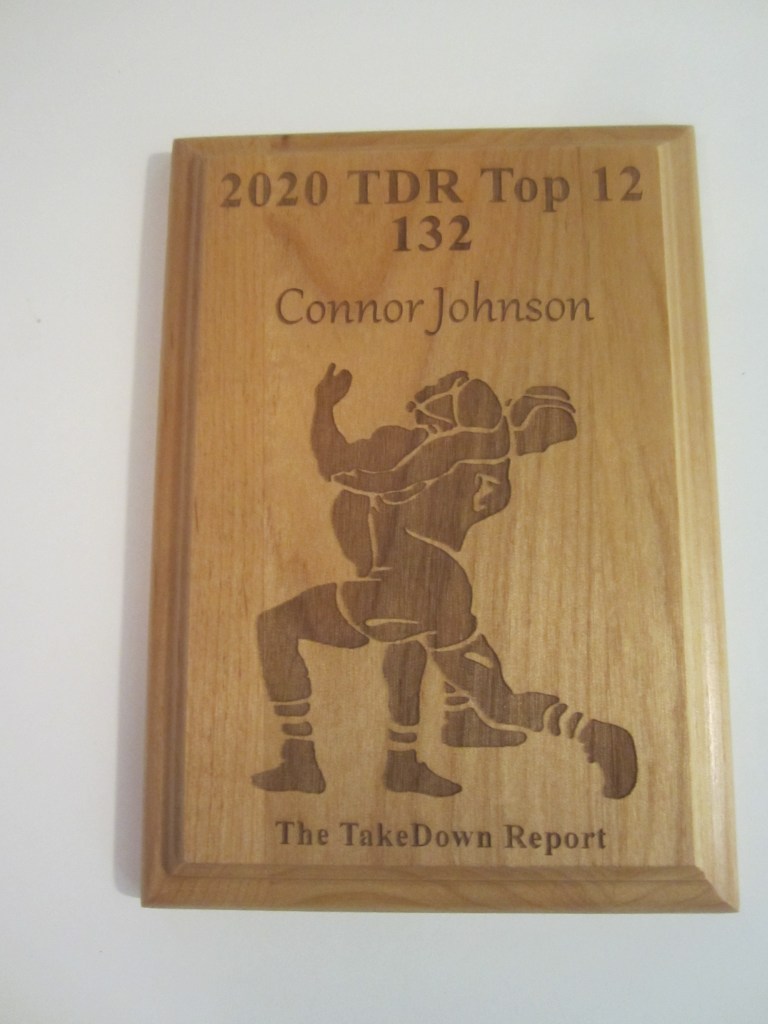 2020 TDR Top 12
132
Connor Johnson
The TakeDown Report